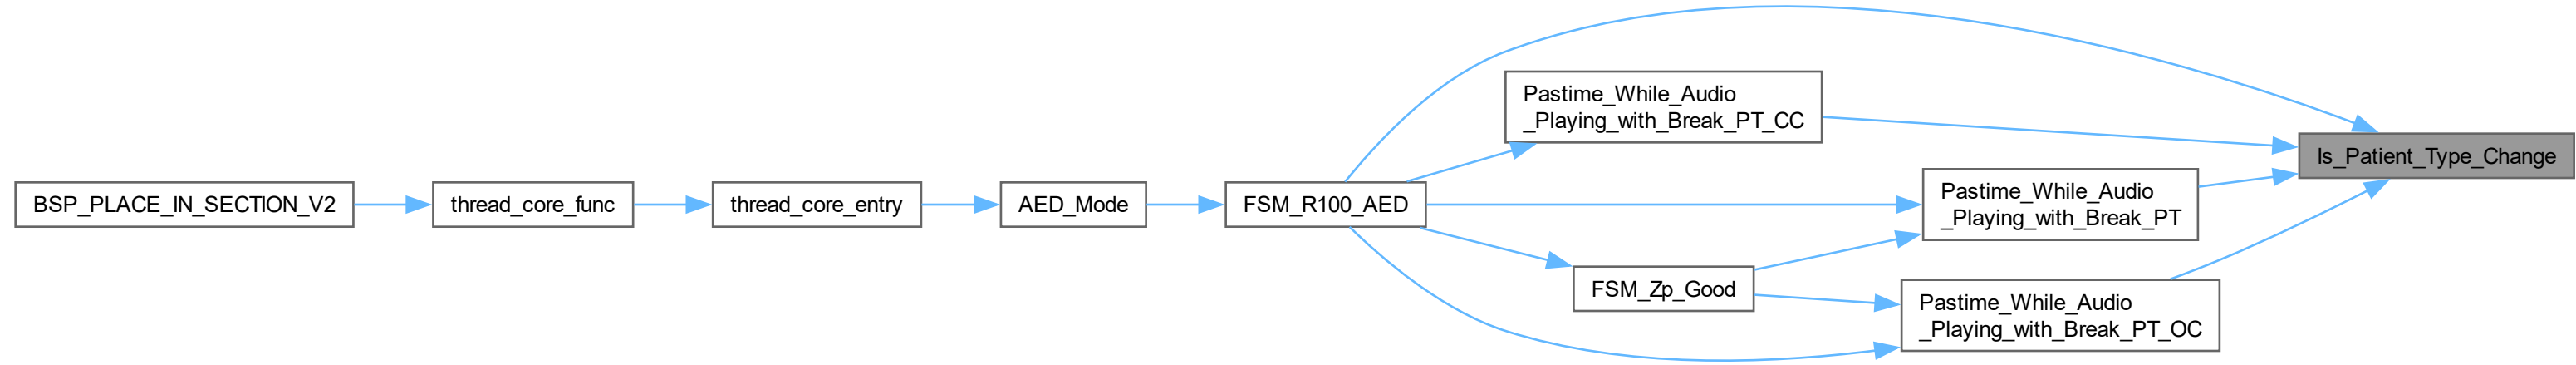 BSP_PLACE_IN_SECTION_V2
thread_core_func
thread_core_entry
AED_Mode
FSM_R100_AED
Pastime_While_Audio
_Playing_with_Break_PT_CC
Pastime_While_Audio
_Playing_with_Break_PT
FSM_Zp_Good
Pastime_While_Audio
_Playing_with_Break_PT_OC
Is_Patient_Type_Change